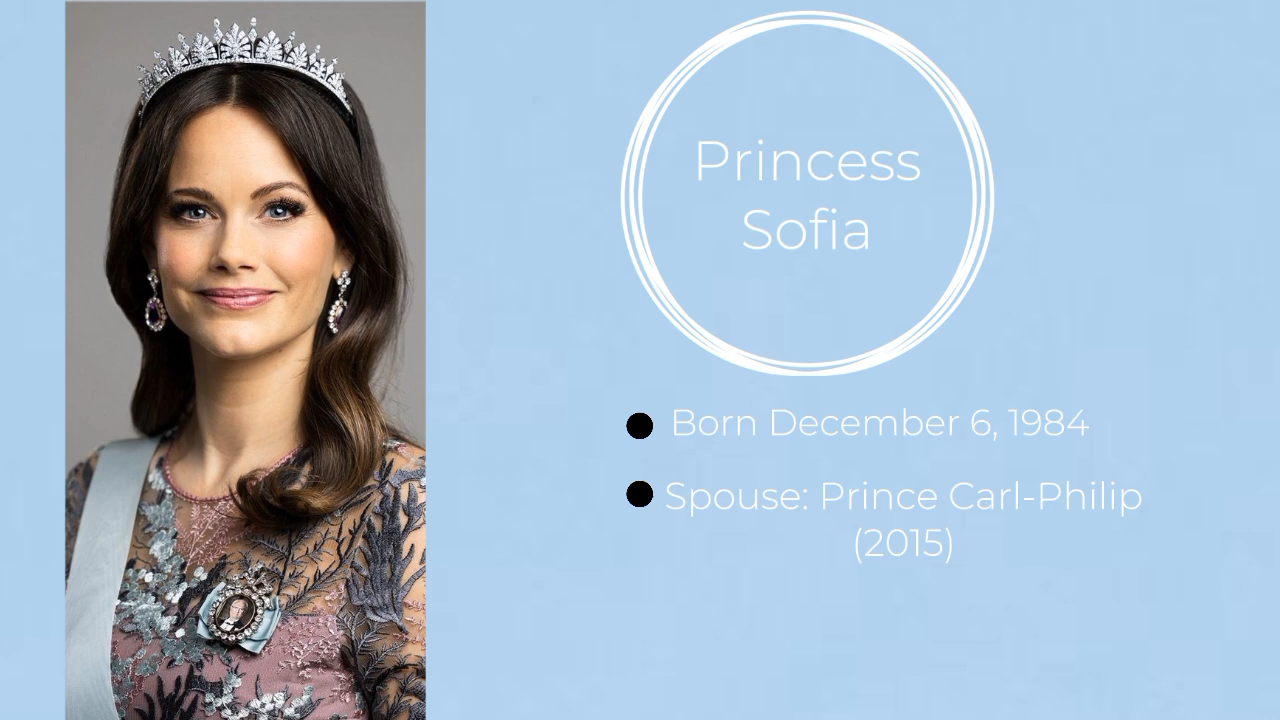 Princess
Sofia
Born December 6, 1984
Spouse: Prince Carl-Philip
(2015)